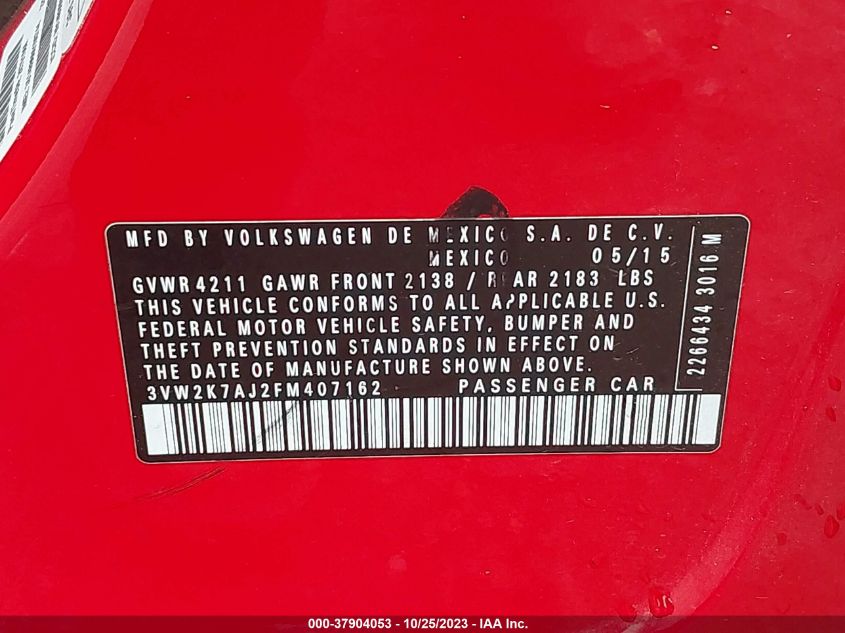 MFD BY VOLKSWAGEN DE MEXICO S.A. DE C.V.
MEXICO 05/15
GVWR 4211 GAWR FRONT 2138 / REAR 2183 LBS
THIS VEHICLE CONFORMS TO ALL APPLICABLE U.S.
FEDERAL MOTOR VEHICLE SAFETY, BUMPER AND
THEFT PREVENTION STANDARDS IN EFFECT ON
THE DATE OF MANUFACTURE SHOWN ABOVE.
3VW2K7AJ2FM407162 PASSENGER CAR
2266434 3016 M
000-37904053 - 10/25/2023 - IAA Inc.